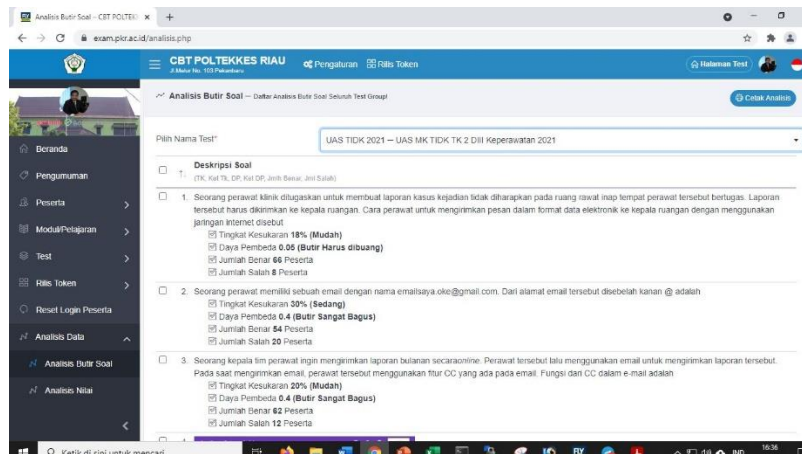 Analisis Butir Soal – CBT POLTEK
exam.pkr.ac.id/analisis.php
CBT POLTEKKES RIAU
Jl.Melur No. 103 Pekanbaru
Pengaturan
Rilis Token
Halaman Test
Analisis Butir Soal — Daftar Analisis Butir Soal Seluruh Test Group!
Cetak Analisis
Beranda
Pengumuman
Peserta
Modul/Pelajaran
Test
Rilis Token
Reset Login Peserta
Analisis Data
Analisis Butir Soal
Analisis Nilai
Pilih Nama Test*
UAS TIDK 2021 — UAS MK TIDK TK 2 DIII Keperawatan 2021
Deskripsi Soal
(TK, Ket TK, DP, Ket DP, Jmlh Benar, Jml Salah)
1. Seorang perawat klinik ditugaskan untuk membuat laporan kasus kejadian tidak diharapkan pada ruang rawat inap tempat perawat tersebut bertugas. Laporan
tersebut harus dikirimkan ke kepala ruangan. Cara perawat untuk mengirimkan pesan dalam format data elektronik ke kepala ruangan dengan menggunakan
jaringan internet disebut
Tingkat Kesukaran 18% (Mudah)
Daya Pembeda 0.05 (Butir Harus dibuang)
Jumlah Benar 66 Peserta
Jumlah Salah 8 Peserta
2. Seorang perawat memiliki sebuah email dengan nama emailsaya.oke@gmail.com. Dari alamat email tersebut disebelah kanan @ adalah
Tingkat Kesukaran 30% (Sedang)
Daya Pembeda 0.4 (Butir Sangat Bagus)
Jumlah Benar 54 Peserta
Jumlah Salah 20 Peserta
3. Seorang kepala tim perawat ingin mengirimkan laporan bulanan secaraonline. Perawat tersebut lalu menggunakan email untuk mengirimkan laporan tersebut.
Pada saat mengirimkan email, perawat tersebut menggunakan fitur CC yang ada pada email. Fungsi dari CC dalam e-mail adalah
Tingkat Kesukaran 20% (Mudah)
Daya Pembeda 0.4 (Butir Sangat Bagus)
Jumlah Benar 62 Peserta
Jumlah Salah 12 Peserta
Ketik di sini untuk mencari
IND
16:36